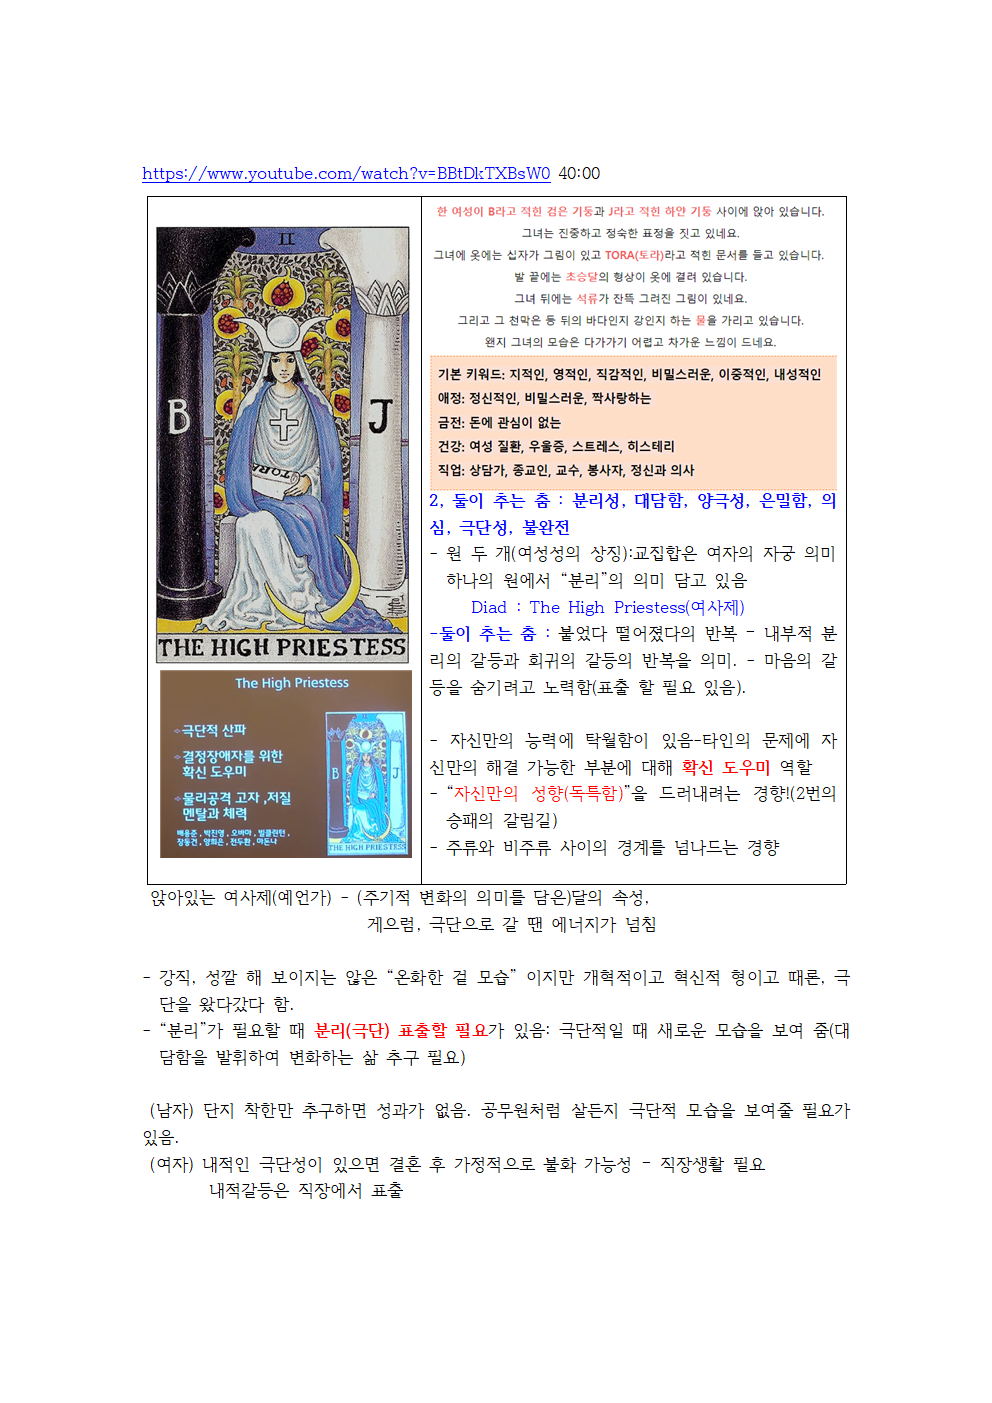 https://www.youtube.com/watch?v=BBtDkTXBsW0 40:00
II
B
J
TORA
THE HIGH PRIESTESS
The High Priestess
극단적 산파
결정장애자를 위한
확신 도우미
물리공격 고자 ,저질
멘탈과 체력
배용준 , 박진영 , 오바마 , 빌클린턴 ,
장동건 , 양희은 , 전두환 , 마돈나
B
J
THE HIGH PRIESTESS
한 여성이 B라고 적힌 검은 기둥과 J라고 적힌 하얀 기둥 사이에 앉아 있습니다.
그녀는 진중하고 정숙한 표정을 짓고 있네요.
그녀에 옷에는 십자가 그림이 있고 TORA(토라)라고 적힌 문서를 들고 있습니다.
발 끝에는 초승달의 형상이 옷에 걸려 있습니다.
그녀 뒤에는 석류가 잔뜩 그려진 그림이 있네요.
그리고 그 천막은 등 뒤의 바다인지 강인지 하는 물을 가리고 있습니다.
왠지 그녀의 모습은 다가가기 어렵고 차가운 느낌이 드네요.
기본 키워드: 지적인, 영적인, 직감적인, 비밀스러운, 이중적인, 내성적인
애정: 정신적인, 비밀스러운, 짝사랑하는
금전: 돈에 관심이 없는
건강: 여성 질환, 우울증, 스트레스, 히스테리
직업: 상담가, 종교인, 교수, 봉사자, 정신과 의사
2, 둘이 추는 춤 : 분리성, 대담함, 양극성, 은밀함, 의
심, 극단성, 불완전
- 원 두 개(여성성의 상징):교집합은 여자의 자궁 의미
하나의 원에서 “분리”의 의미 담고 있음
Diad : The High Priestess(여사제)
-둘이 추는 춤 : 붙었다 떨어졌다의 반복 - 내부적 분
리의 갈등과 회귀의 갈등의 반복을 의미. - 마음의 갈
등을 숨기려고 노력함(표출 할 필요 있음).
- 자신만의 능력에 탁월함이 있음-타인의 문제에 자
신만의 해결 가능한 부분에 대해 확신 도우미 역할
- “자신만의 성향(독특함)”을 드러내려는 경향!(2번의
승패의 갈림길)
- 주류와 비주류 사이의 경계를 넘나드는 경향
앉아있는 여사제(예언가) - (주기적 변화의 의미를 담은)달의 속성,
게으럼, 극단으로 갈 땐 에너지가 넘침
- 강직, 성깔 해 보이지는 않은 “온화한 겉 모습” 이지만 개혁적이고 혁신적 형이고 때론, 극
단을 왔다갔다 함.
- “분리”가 필요할 때 분리(극단) 표출할 필요가 있음: 극단적일 때 새로운 모습을 보여 줌(대
담함을 발휘하여 변화하는 삶 추구 필요)
(남자) 단지 착한만 추구하면 성과가 없음. 공무원처럼 살든지 극단적 모습을 보여줄 필요가
있음.
(여자) 내적인 극단성이 있으면 결혼 후 가정적으로 불화 가능성 - 직장생활 필요
내적갈등은 직장에서 표출